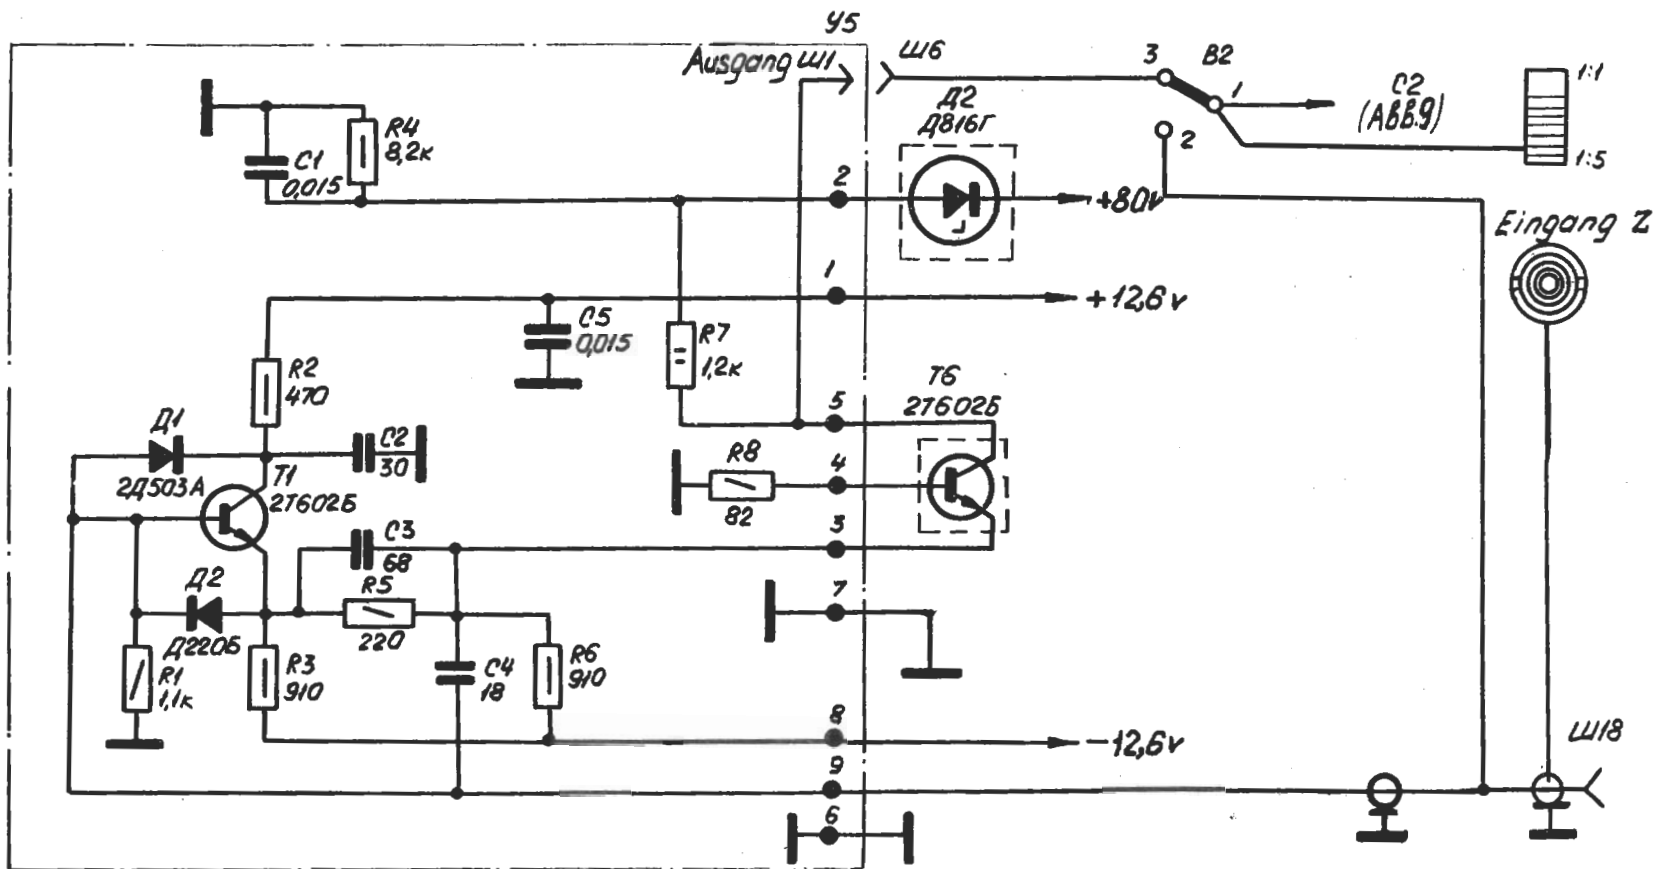 У5
Ausgang Ш1
Ш6
3
В2
1
С2
(Авв.9)
1:1
1:5
2
Д2
Д816Г
R4
8,2к
С1
0,015
2
+80v
Eingang Z
1
+12,6v
С5
0,015
R7
1,2к
R2
470
Т6
2Т602Б
5
Д1
2Д503А
С2
30
R8
82
4
Т1
2Т602Б
С3
68
3
Д2
Д220Б
R5
220
7
R1
1,1к
R3
910
С4
18
R6
910
8
-12,6v
Ш18
9
6